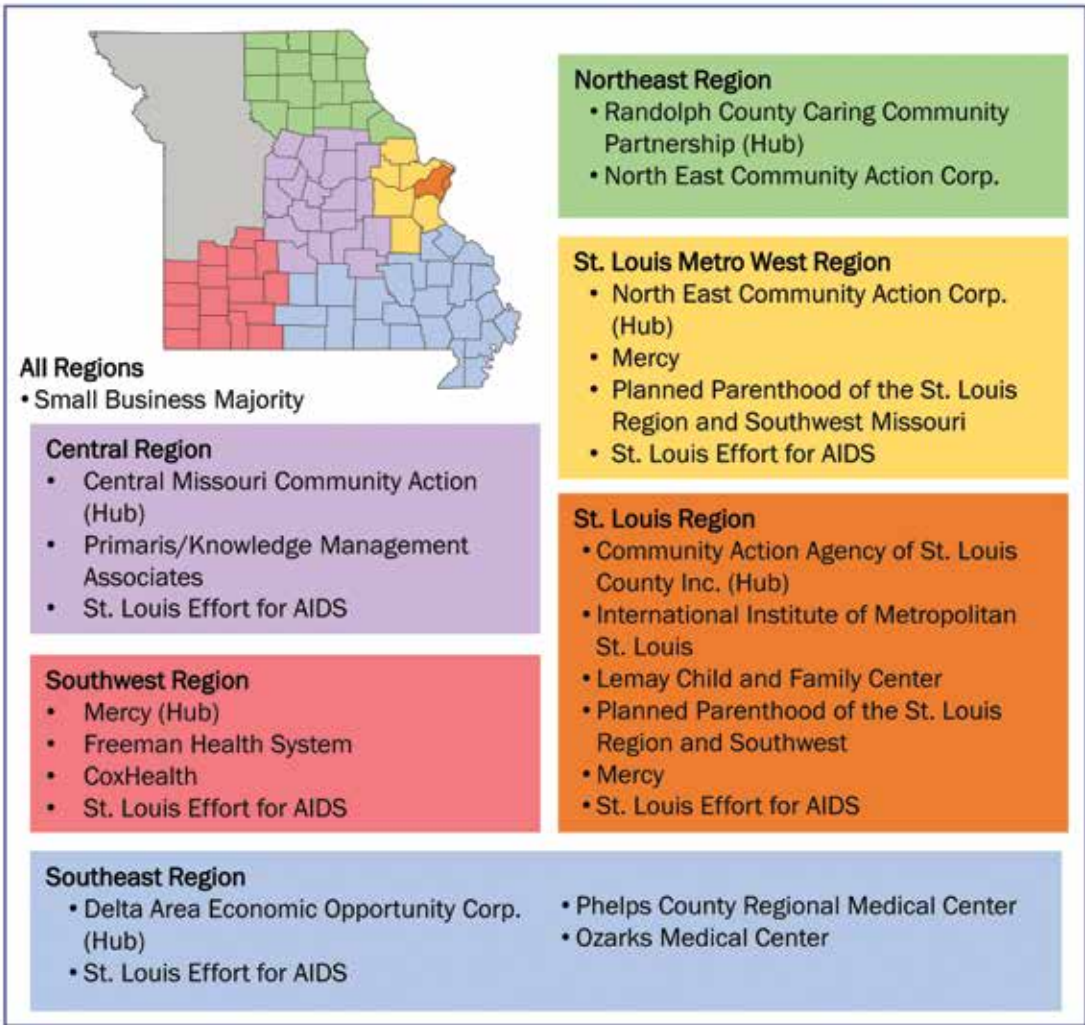 All Regions
• Small Business Majority
Central Region
• Central Missouri Community Action
(Hub)
• Primaris/Knowledge Management
Associates
• St. Louis Effort for AIDS
Southwest Region
• Mercy (Hub)
• Freeman Health System
• CoxHealth
• St. Louis Effort for AIDS
Northeast Region
• Randolph County Caring Community
Partnership (Hub)
• North East Community Action Corp.
St. Louis Metro West Region
• North East Community Action Corp.
(Hub)
• Mercy
• Planned Parenthood of the St. Louis
Region and Southwest Missouri
• St. Louis Effort for AIDS
St. Louis Region
• Community Action Agency of St. Louis
County Inc. (Hub)
• International Institute of Metropolitan
St. Louis
• Lemay Child and Family Center
• Planned Parenthood of the St. Louis
Region and Southwest
• Mercy
• St. Louis Effort for AIDS
Southeast Region
• Delta Area Economic Opportunity Corp.
(Hub)
• St. Louis Effort for AIDS
• Phelps County Regional Medical Center
• Ozarks Medical Center